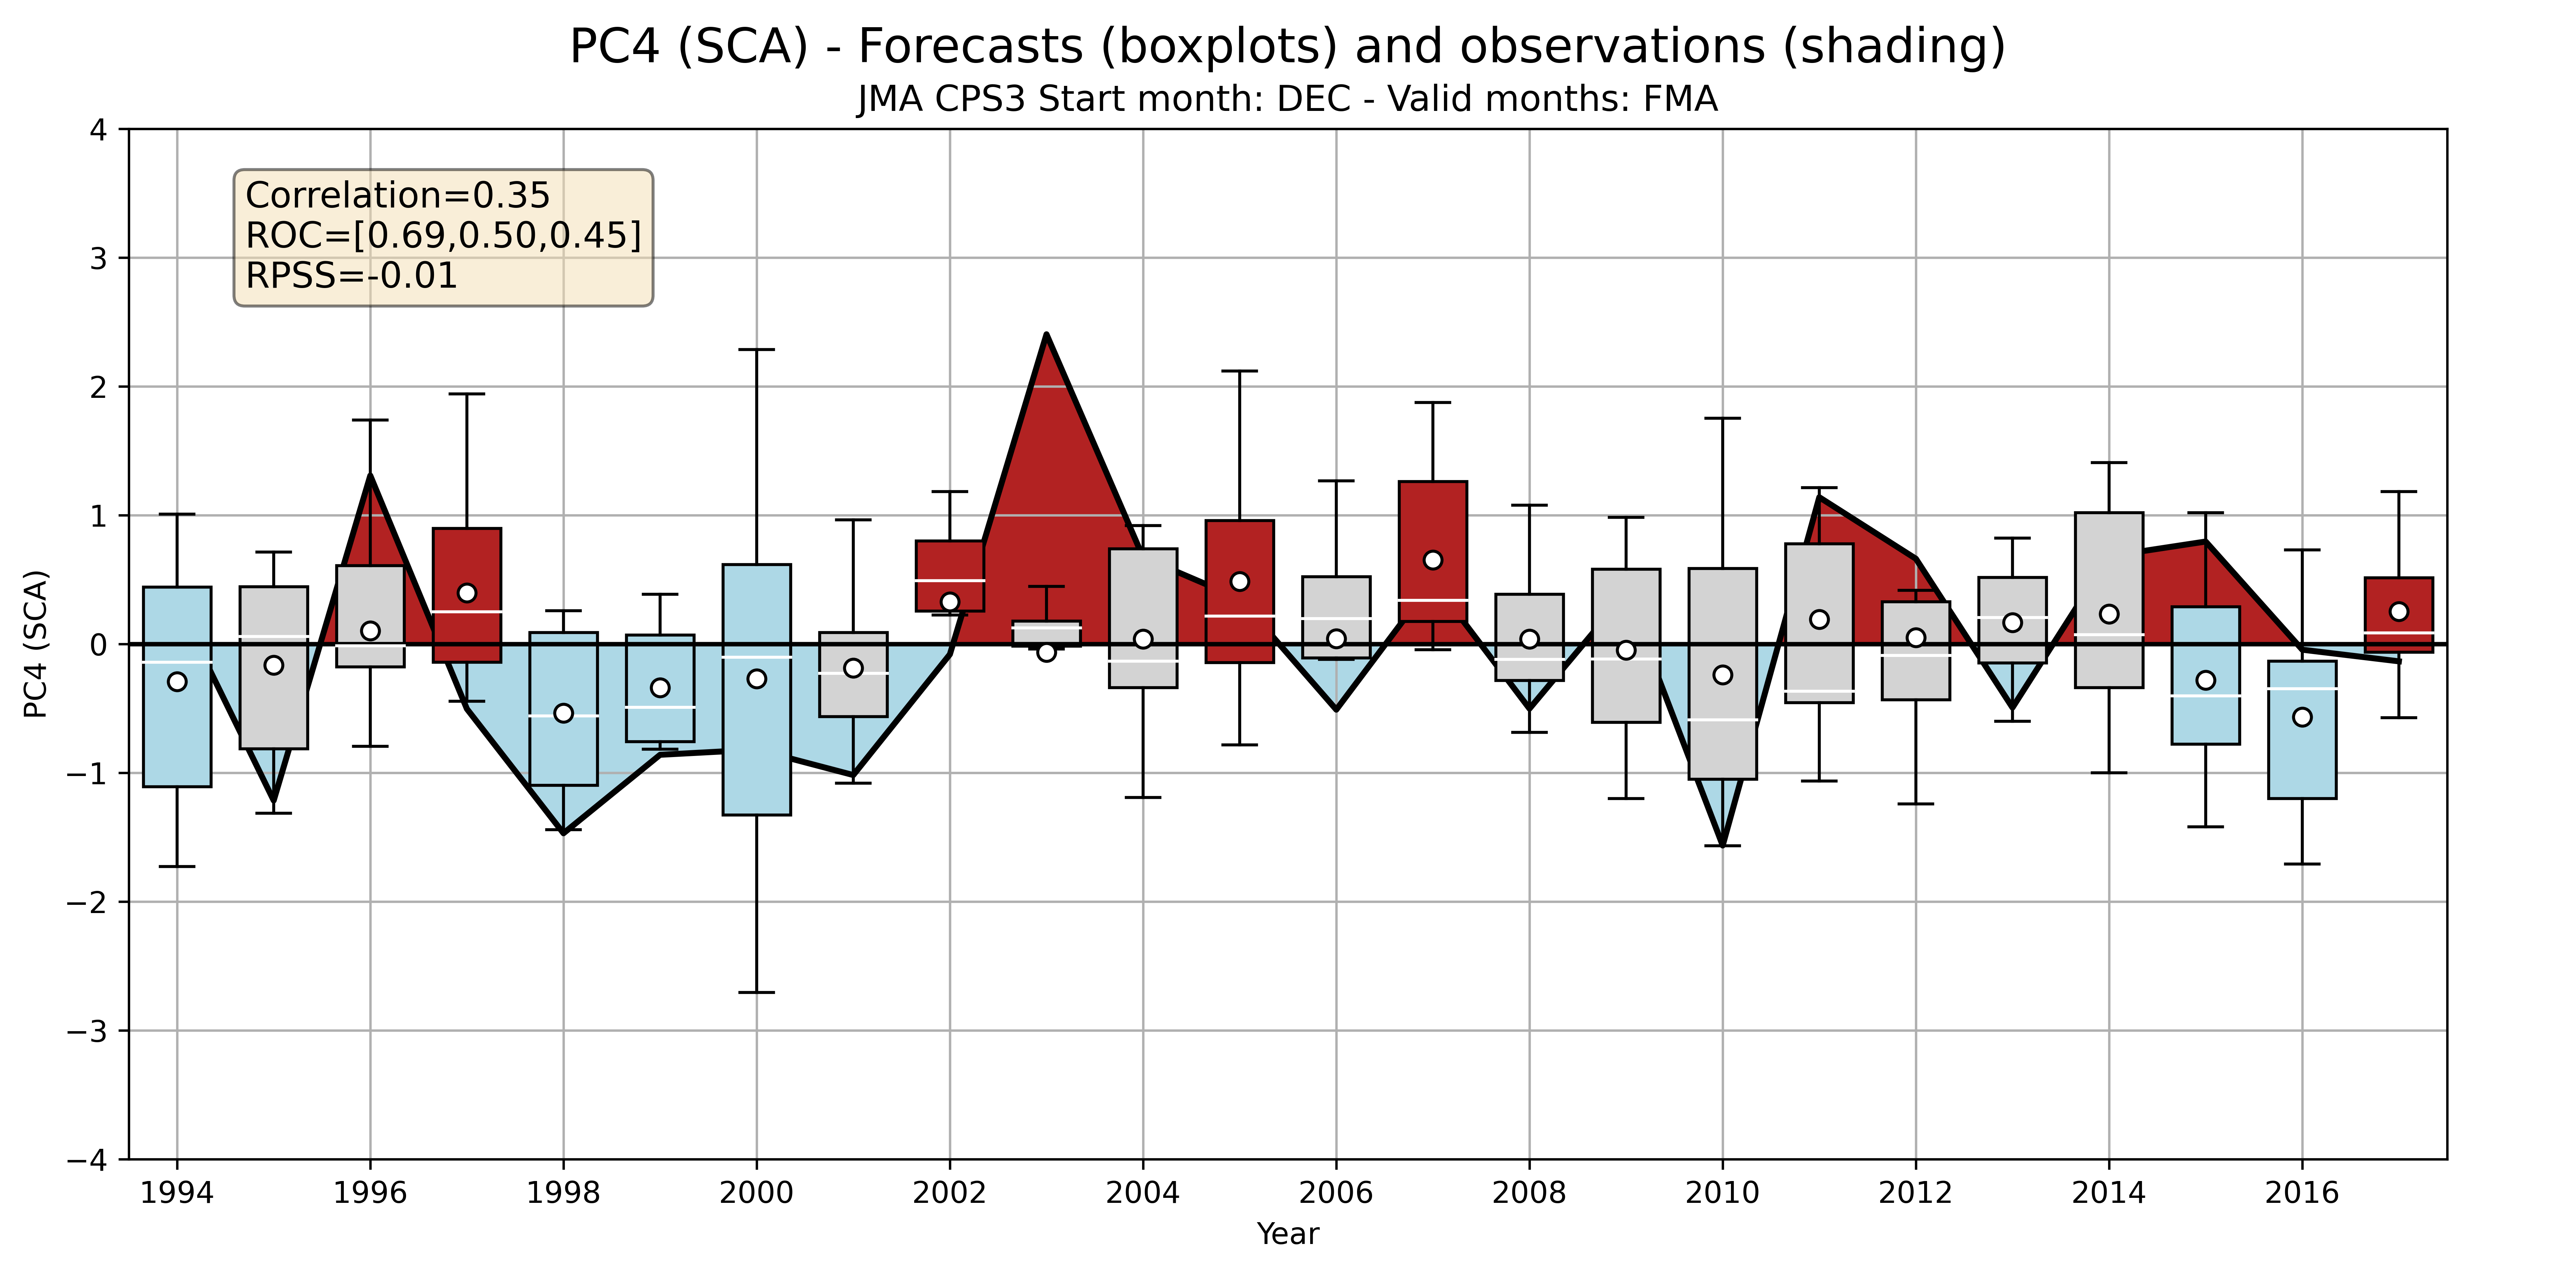 PC4 (SCA) - Forecasts (boxplots) and observations (shading)
JMA CPS3 Start month: DEC - Valid months: FMA
Correlation=0.35
ROC=[0.69,0.50,0.45]
RPSS=-0.01
PC4 (SCA)
4
3
2
1
0
−1
−2
−3
−4
1994 1996 1998 2000 2002 2004 2006 2008 2010 2012 2014 2016
Year